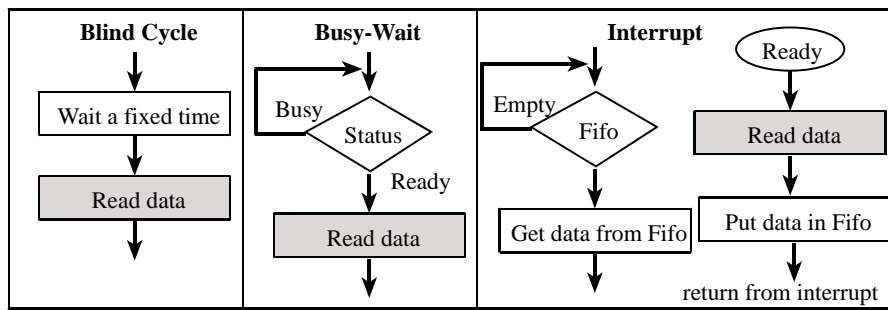 Blind Cycle
Wait a fixed time
Read data
Busy-Wait
Busy
Status
Ready
Read data
Interrupt
Empty
Fifo
Get data from Fifo
Ready
Read data
Put data in Fifo
return from interrupt